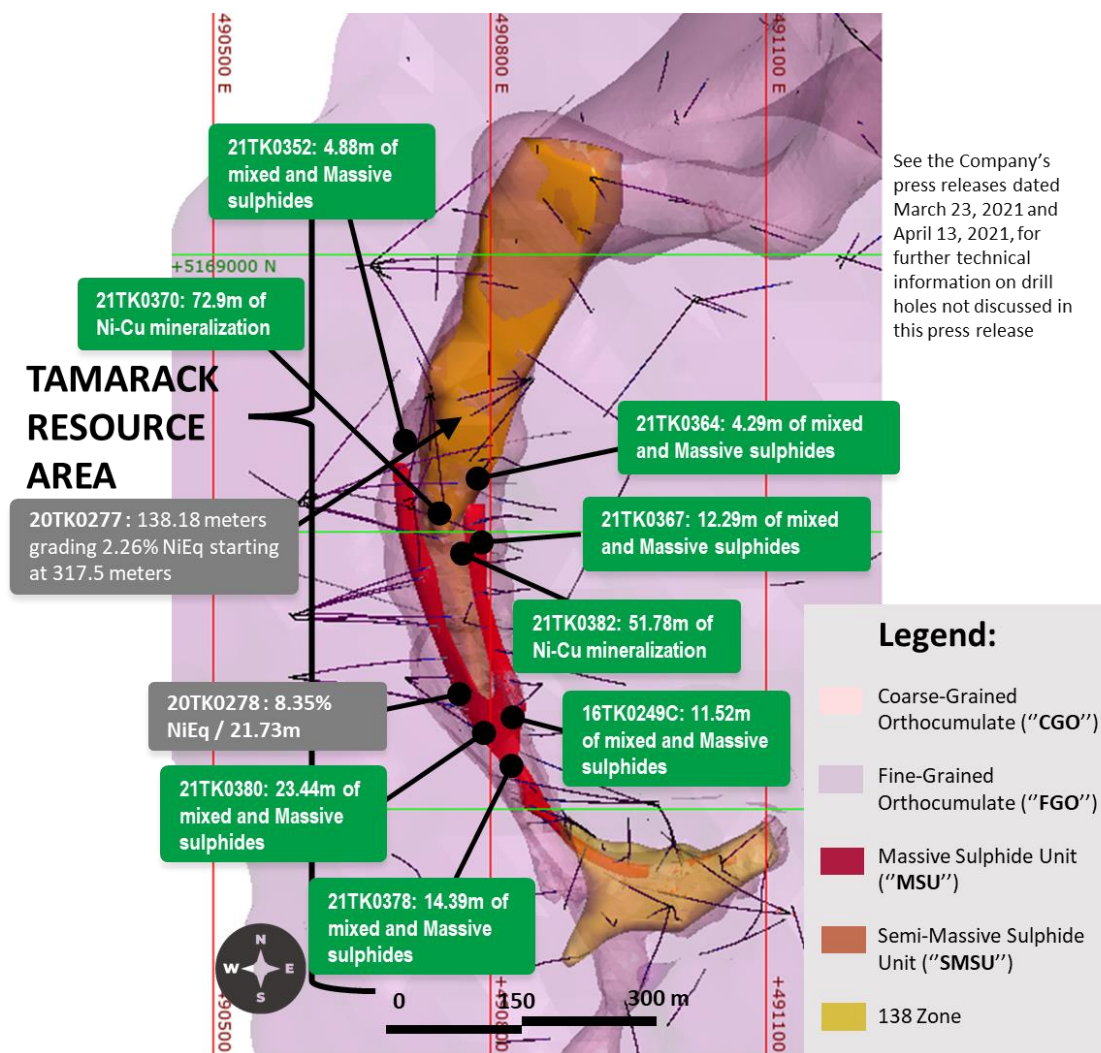 490500 E
490800 E
491100 E
21TK0352: 4.88m of
mixed and Massive
sulphides
See the Company’s
press releases dated
March 23, 2021 and
April 13, 2021, for
further technical
information on drill
holes not discussed in
this press release
+5169000 N
21TK0370: 72.9m of
Ni-Cu mineralization
TAMARACK
RESOURCE
AREA
21TK0364: 4.29m of mixed
and Massive sulphides
20TK0277 : 138.18 meters
grading 2.26% NiEq starting
at 317.5 meters
21TK0367: 12.29m of mixed
and Massive sulphides
21TK0382: 51.78m of
Ni-Cu mineralization
20TK0278 : 8.35%
NiEq / 21.73m
16TK0249C: 11.52m
of mixed and Massive
sulphides
21TK0380: 23.44m of
mixed and Massive
sulphides
21TK0378: 14.39m of
mixed and Massive
sulphides
Legend:
Coarse-Grained
Orthocumulate (‘’CGO’’)
Fine-Grained
Orthocumulate (‘’FGO’’)
Massive Sulphide Unit
(‘’MSU’’)
Semi-Massive Sulphide
Unit (‘’SMSU’’)
138 Zone
N
W E
S
0 150 300 m
+490500
+490800
+491100